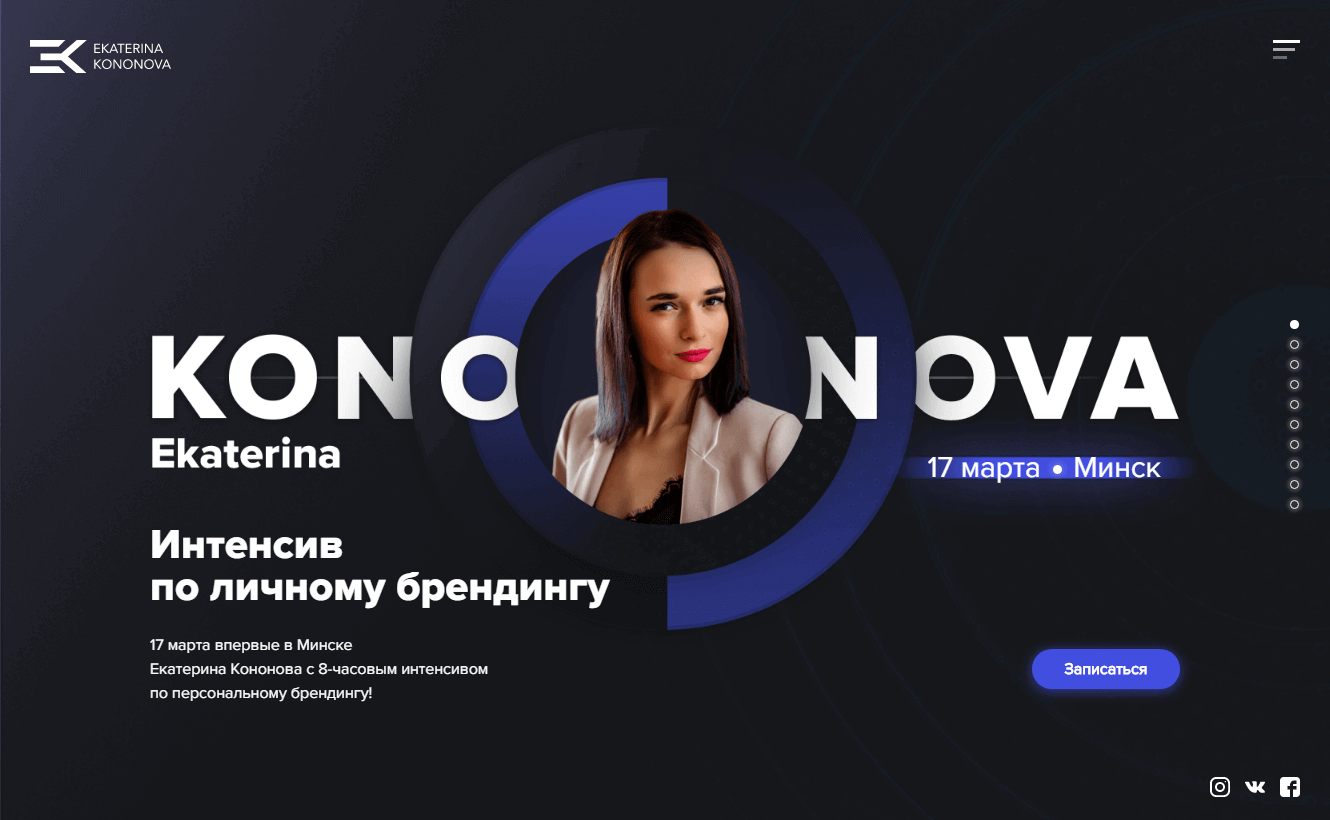 EKATERINA
KONONOVA
KONONOVA
Ekaterina
17 марта • Минск
Интенсив
по личному брендингу
17 марта впервые в Минске
Екатерина Кононова с 8-часовым интенсивом
по персональному брендингу!
Записаться